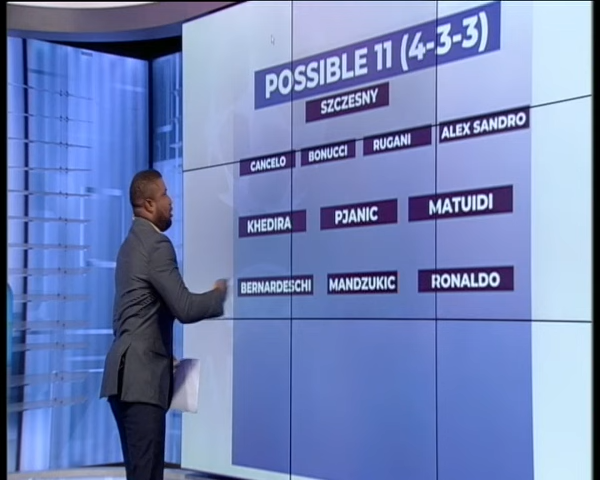 POSSIBLE 11 (4-3-3)
SZCZESNY
CANCELO BONUCCI RUGANI ALEX SANDRO
KHEDIRA PJANIC MATUIDI
BERNARDESCHI MANDZUKIC RONALDO